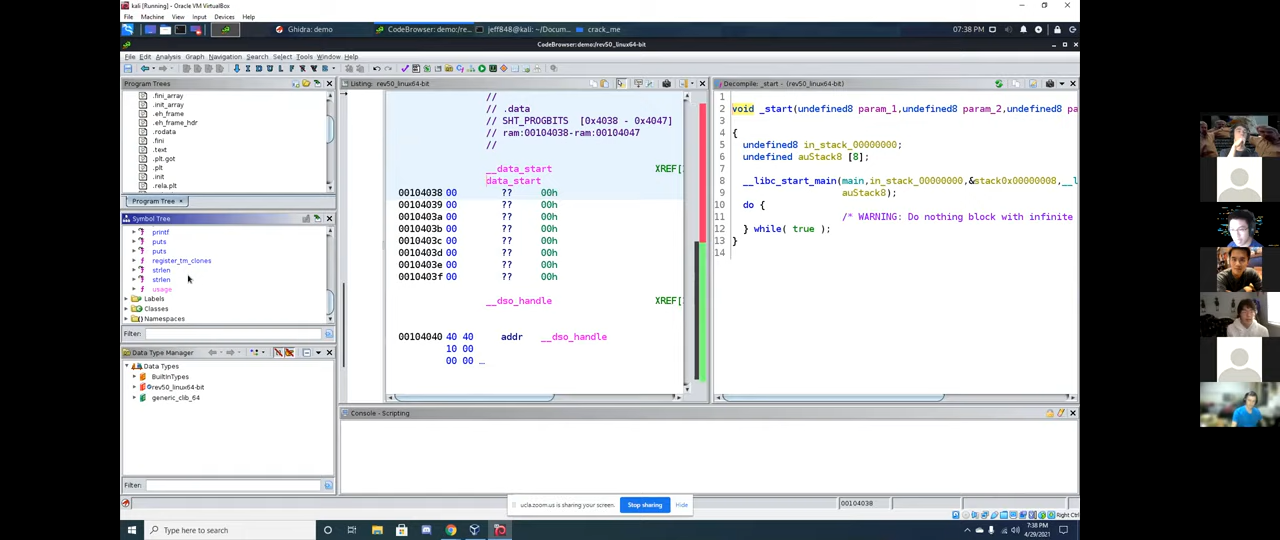 kali [Running] - Oracle VM VirtualBox
File Machine View Input Devices Help
Ghidra: demo
CodeBrowser: demo:/re...
jeff848@kali: ~/Docum...
crack_me
07:38 PM
CodeBrowser: demo:/rev50_linux64-bit
File Edit Analysis Graph Navigation Search Select Tools Window Help
Program Trees
.fini_array
.init_array
.eh_frame
.eh_frame_hdr
.rodata
.fini
.text
.plt.got
.plt
.init
.rela.plt
Program Tree
Symbol Tree
printf
puts
puts
register_tm_clones
strlen
strlen
usage
Labels
Classes
Namespaces
Filter:
Data Type Manager
Data Types
BuiltInTypes
rev50_linux64-bit
generic_clib_64
Filter:
Listing: rev50_linux64-bit
//
// .data
// SHT_PROGBITS [0x4038 - 0x4047]
// ram:00104038-ram:00104047
//
__data_start XREF[
data_start
00104038 00 ?? 00h
00104039 00 ?? 00h
0010403a 00 ?? 00h
0010403b 00 ?? 00h
0010403c 00 ?? 00h
0010403d 00 ?? 00h
0010403e 00 ?? 00h
0010403f 00 ?? 00h
__dso_handle XREF[
00104040 40 40 addr __dso_handle
10 00
00 00 _
Decompile: _start - (rev50_linux64-bit)
1
2 void _start(undefined8 param_1,undefined8 param_2,undefined8 pa
3
4 {
5 undefined8 in_stack_00000000;
6 undefined auStack8 [8];
7
8 __libc_start_main(main,in_stack_00000000,&stack0x00000008,__l
9 auStack8);
10 do {
11 /* WARNING: Do nothing block with infinite
12 } while( true );
13 }
14
Console - Scripting
ucla.zoom.us is sharing your screen.
Stop sharing
Hide
00104038
Right Ctrl
Type here to search
7:38 PM
4/29/2021